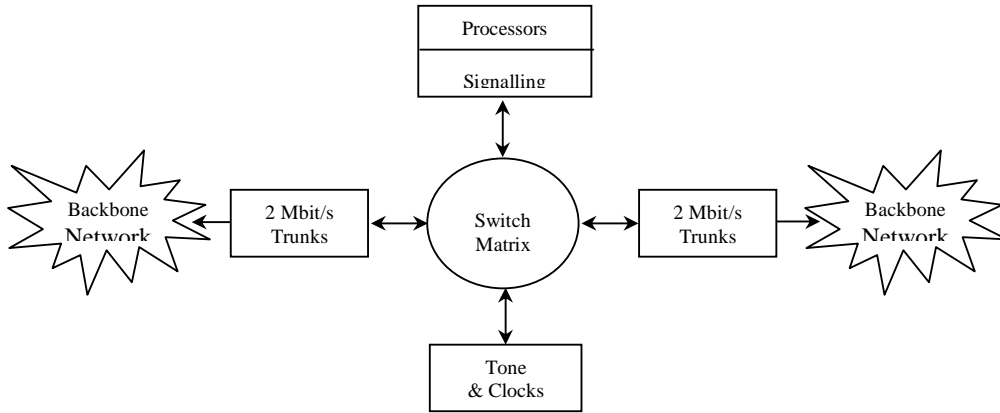 Processors
Signalling
Backbone
Network
2 Mbit/s
Trunks
Switch
Matrix
2 Mbit/s
Trunks
Backbone
Network
Tone
& Clocks